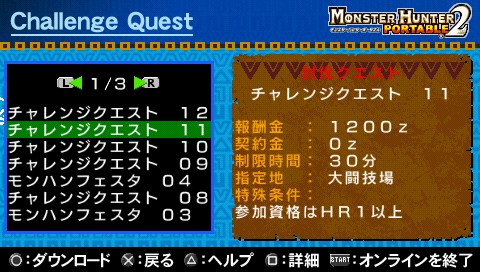 Challenge Quest
MONSTER HUNTER
PORTABLE 2
L 1/3 R
チャレンジクエスト 12
チャレンジクエスト 11
チャレンジクエスト 10
チャレンジクエスト 09
モンハンフェスタ 04
チャレンジクエスト 08
モンハンフェスタ 03
討伐クエスト
チャレンジクエスト 11
報酬金 : 1200z
契約金 : 0z
制限時間: 30分
指定地 : 大闘技場
特殊条件:
参加資格はHR1以上
○:ダウンロード ×:戻る △:ヘルプ □:詳細 START:オンラインを終了